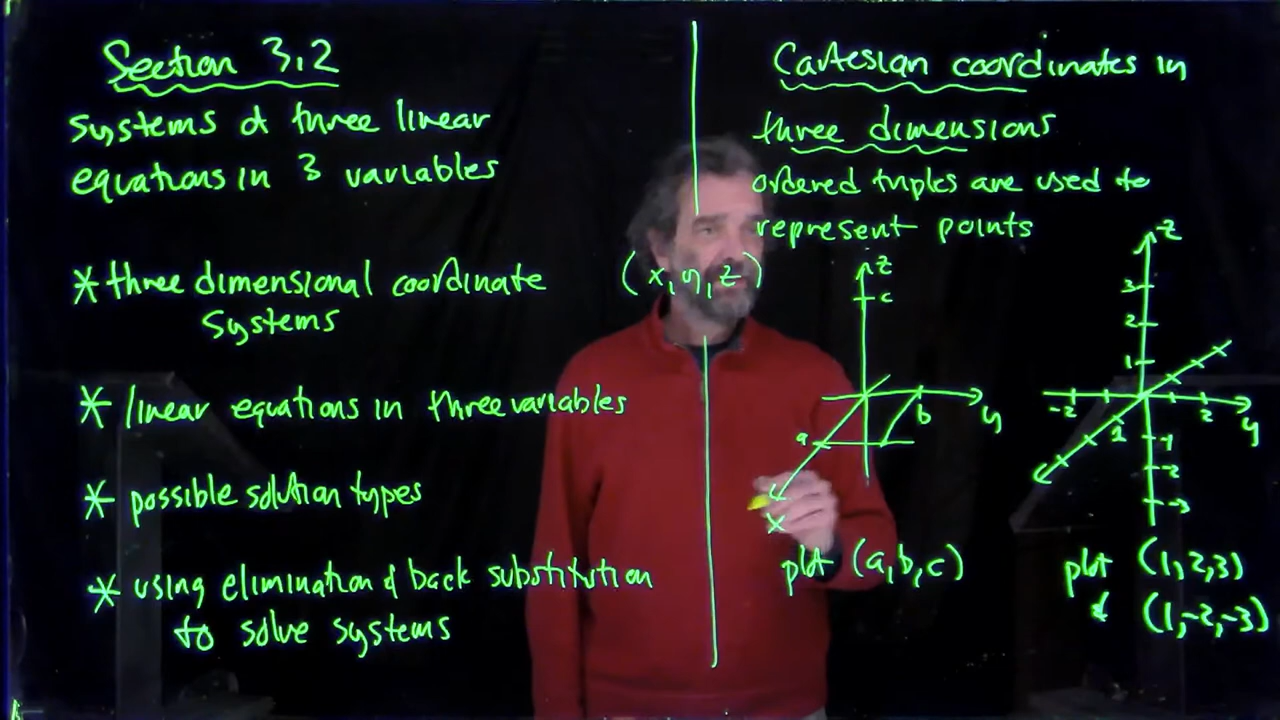 Section 3.2
systems of three linear
equations in 3 variables
* three dimensional coordinate
systems
* linear equations in three variables
* possible solution types
* using elimination & back substitution
to solve systems
Cartesian coordinates in
three dimensions
ordered triples are used to
represent points
(x, y, z)
z
c
a
b
y
x
plot (a,b,c)
z
3
2
1
-2
2
1
y
-1
-2
-3
plot (1,2,3)
& (1,-2,-3)